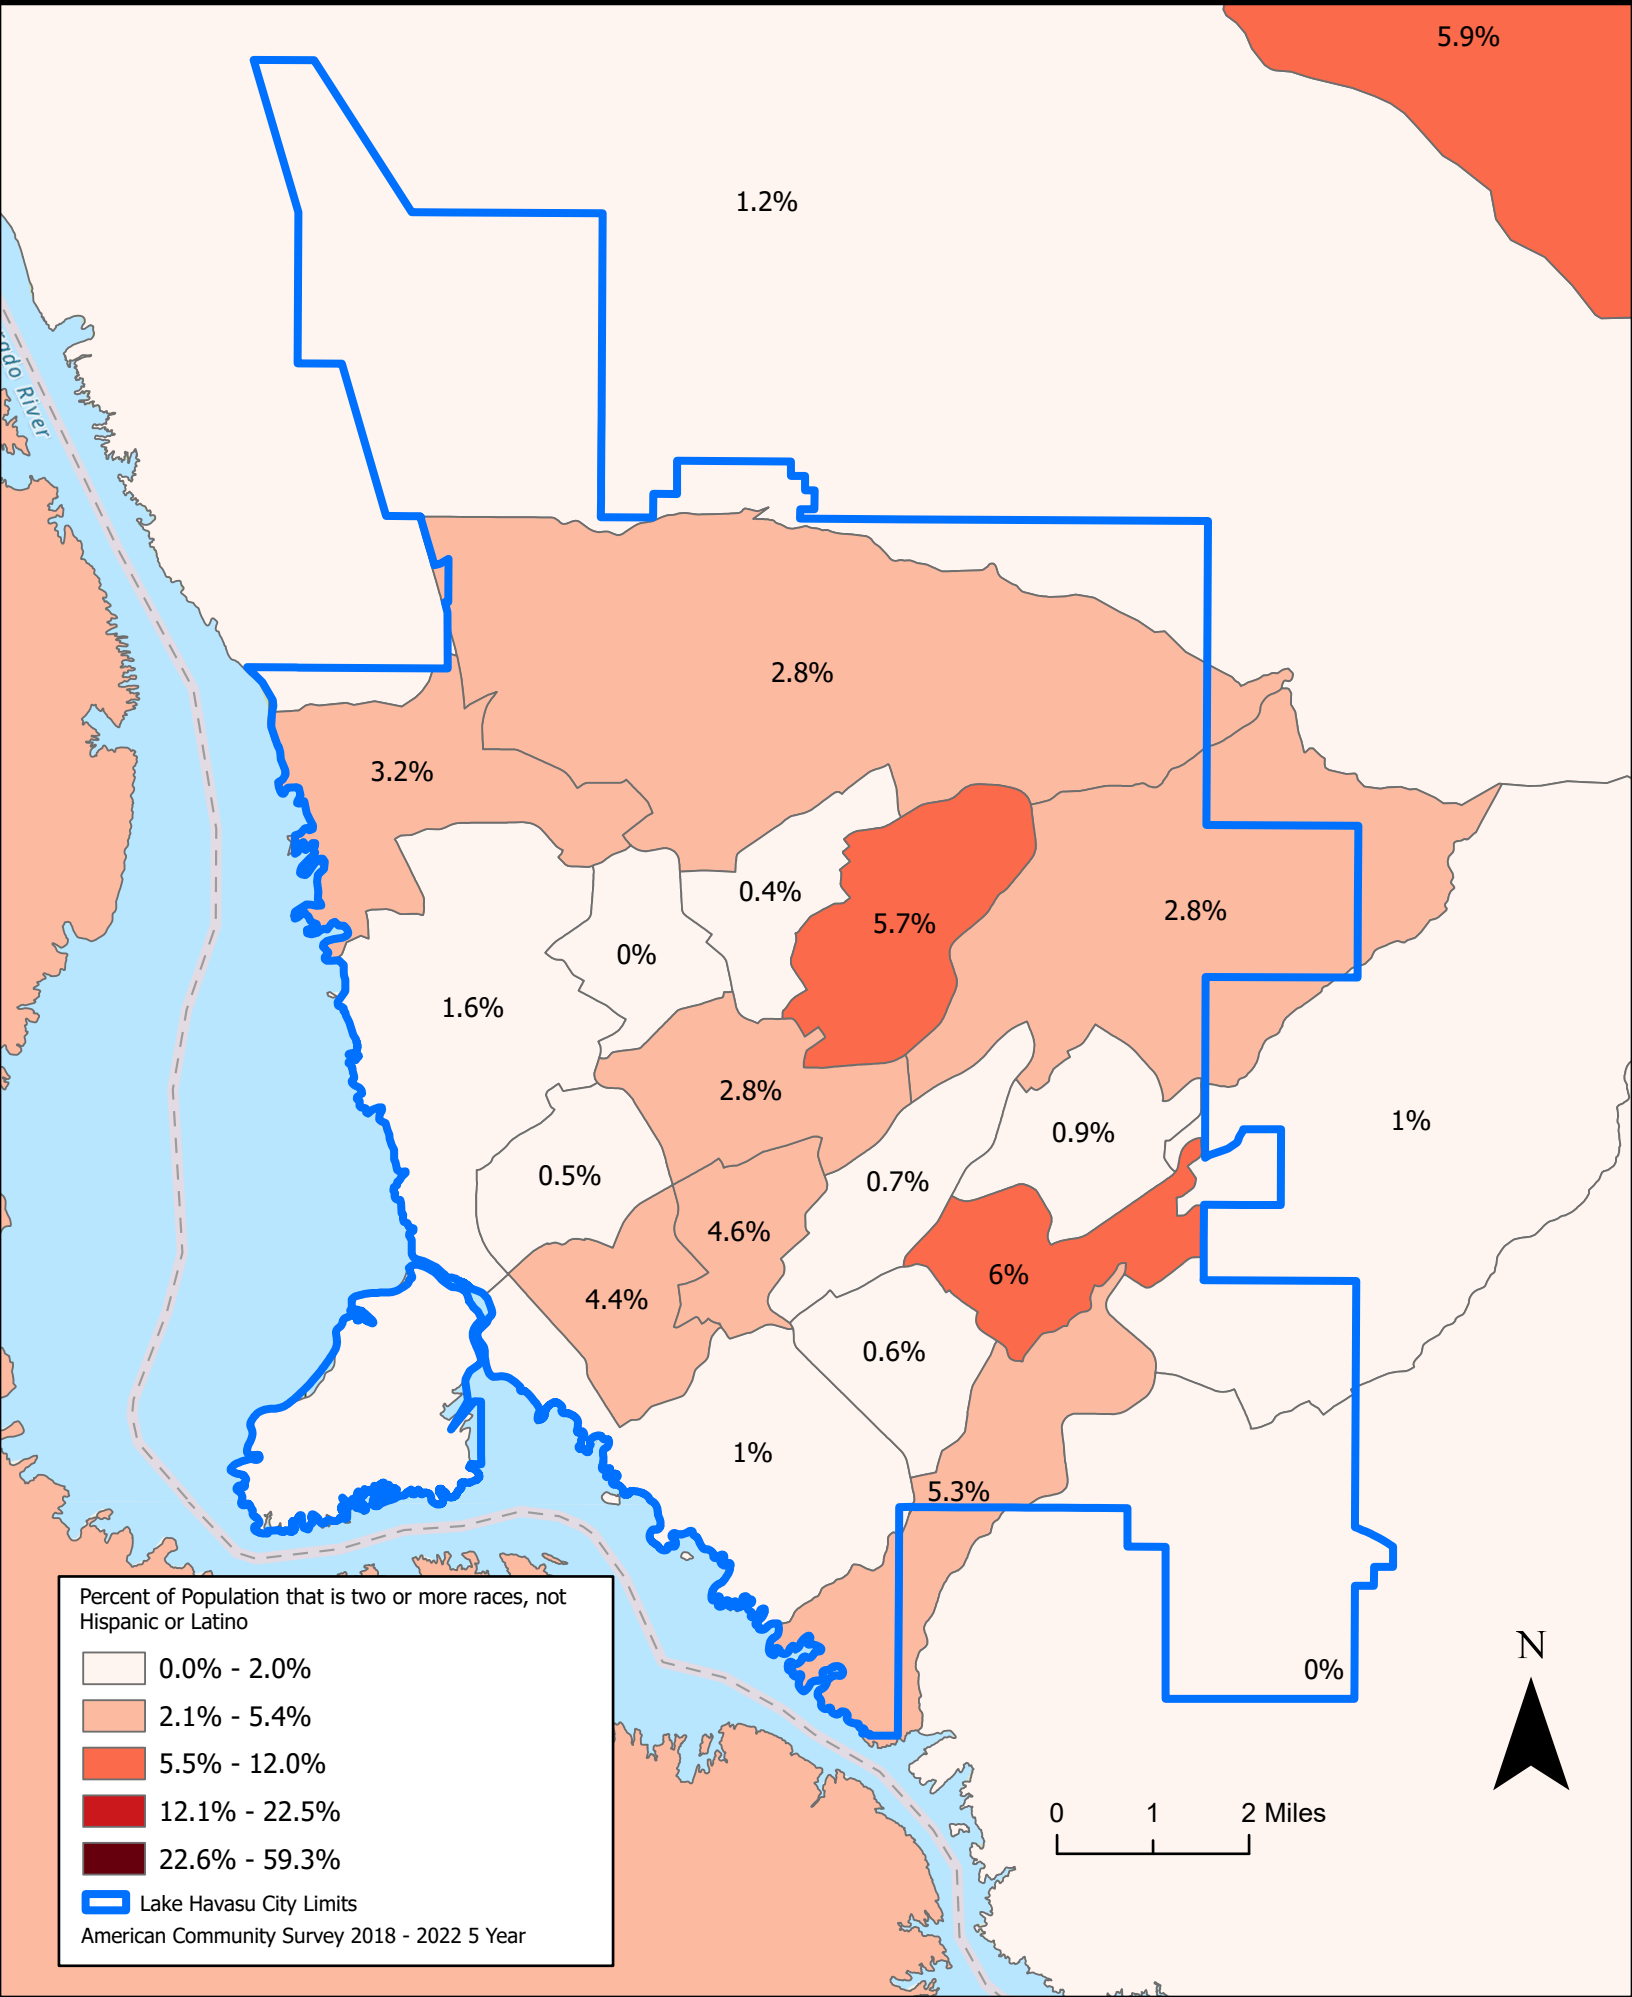 5.9%
1.2%
River
2.8%
3.2%
0.4%
5.7%
2.8%
0%
1.6%
2.8%
1%
0.9%
0.5%
0.7%
4.6%
6%
4.4%
0.6%
1%
5.3%
0%
Percent of Population that is two or more races, not
Hispanic or Latino
0.0% - 2.0%
2.1% - 5.4%
5.5% - 12.0%
12.1% - 22.5%
22.6% - 59.3%
Lake Havasu City Limits
American Community Survey 2018 - 2022 5 Year
N
0 1 2 Miles